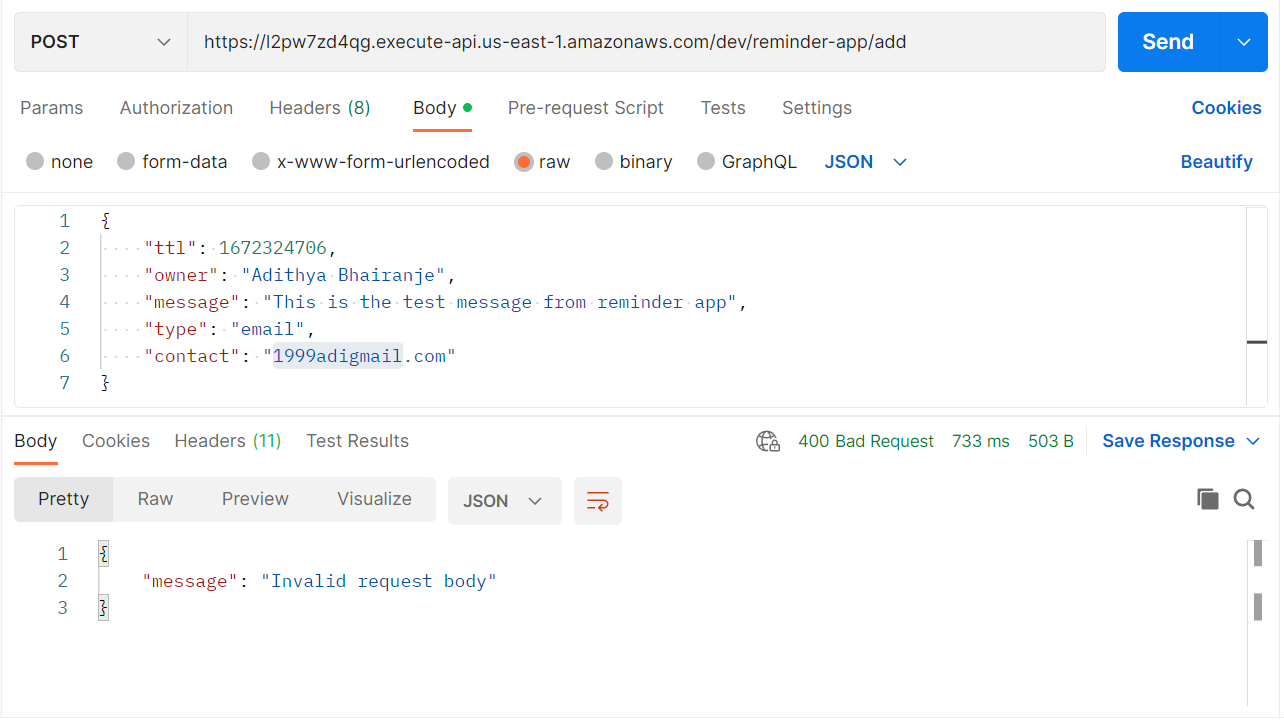 POST https://l2pw7zd4qg.execute-api.us-east-1.amazonaws.com/dev/reminder-app/add Send
Params Authorization Headers (8) Body Pre-request Script Tests Settings Cookies
none form-data x-www-form-urlencoded raw binary GraphQL JSON Beautify
1 {
2 "ttl": 1672324706,
3 "owner": "Adithya Bhairanje",
4 "message": "This is the test message from reminder app",
5 "type": "email",
6 "contact": "1999adigmail.com"
7 }
Body Cookies Headers (11) Test Results 400 Bad Request 733 ms 503 B Save Response
Pretty Raw Preview Visualize JSON
1 {
2 "message": "Invalid request body"
3 }